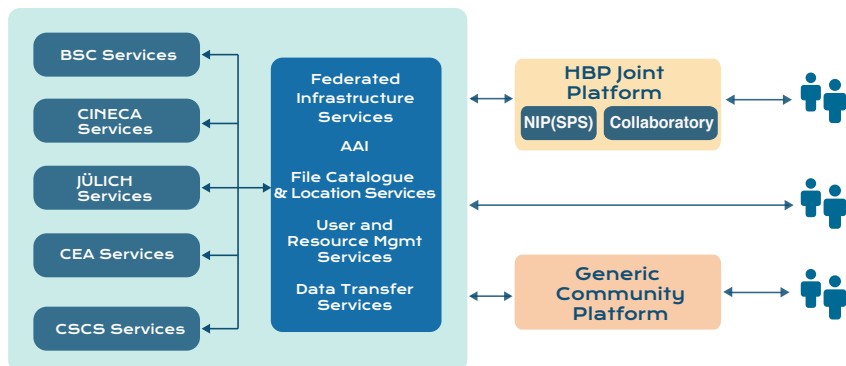 BSC Services
CINECA
Services
JÜLICH
Services
CEA Services
CSCS Services
Federated
Infrastructure
Services
AAI
File Catalogue
& Location Services
User and
Resource Mgmt
Services
Data Transfer
Services
HBP Joint
Platform
NIP(SPS)
Collaboratory
Generic
Community
Platform